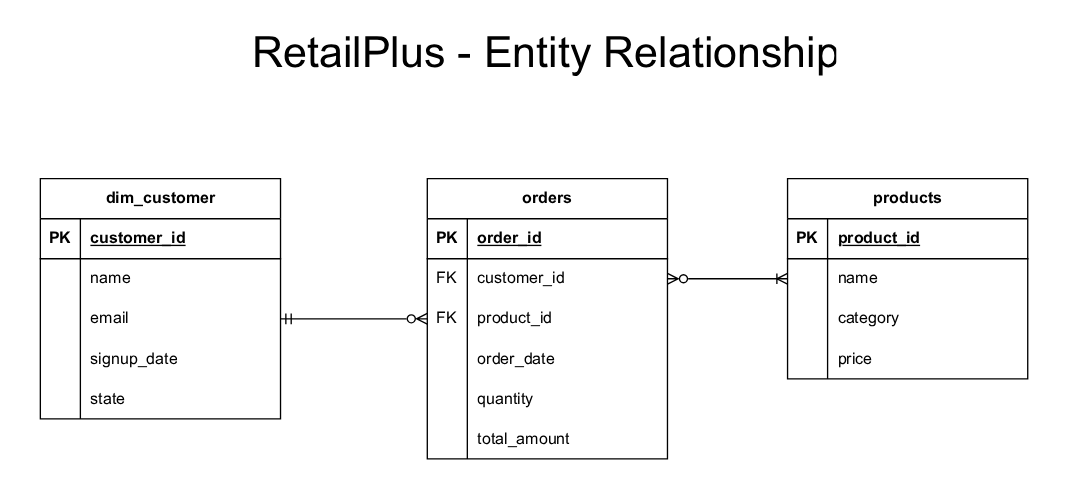 RetailPlus - Entity Relationship
dim_customer
PK customer_id
name
email
signup_date
state
orders
PK order_id
FK customer_id
FK product_id
order_date
quantity
total_amount
products
PK product_id
name
category
price